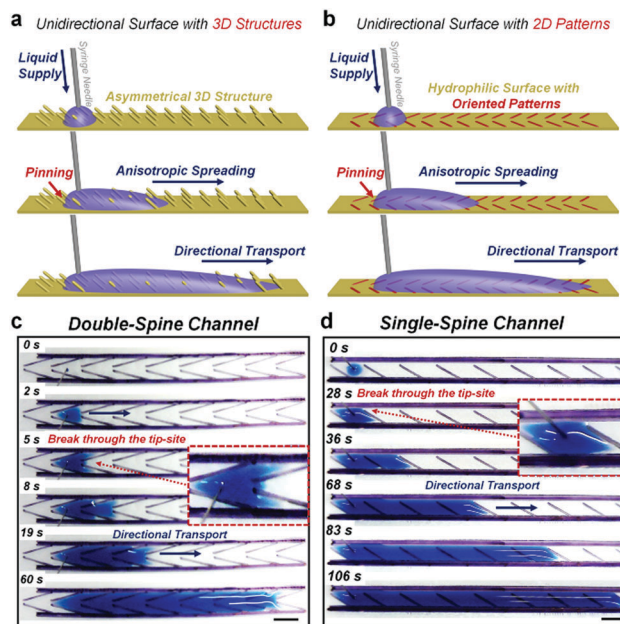 a
Unidirectional Surface with 3D Structures
Liquid
Supply
Syringe Needle
Asymmetrical 3D Structure
Pinning
Anisotropic Spreading
Directional Transport
b
Unidirectional Surface with 2D Patterns
Liquid
Supply
Syringe Needle
Hydrophilic Surface with
Oriented Patterns
Pinning
Anisotropic Spreading
Directional Transport
c
Double-Spine Channel
0 s
2 s
5 s
Break through the tip-site
8 s
Directional Transport
19 s
60 s
d
Single-Spine Channel
0 s
28 s
Break through the tip-site
36 s
68 s
Directional Transport
83 s
106 s